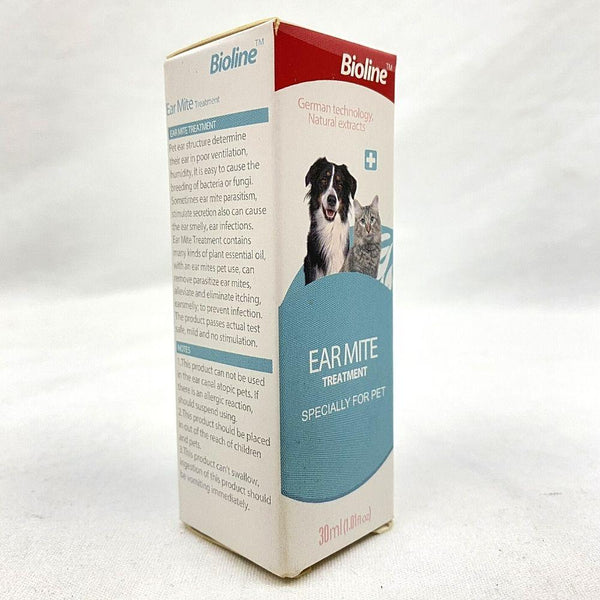 Bioline™
Ear Mite Treatment
EAR MITE TREATMENT
Pet ear structure determine
their ear in poor ventilation,
humidity. It is easy to cause the
breeding of bacteria or fungi.
Sometimes ear mite parasitism,
stimulate secretion also can cause
the ear smelly, ear infections.
Ear Mite Treatment contains
many kinds of plant essential oil,
with an ear mites pet use, can
remove parasitize ear mites,
alleviate and eliminate itching,
earsmelly; to prevent infection.
The product passes actual test
safe, mild and no stimulation.
NOTES
1.This product can not be used
in the ear canal atopic pets. If
there is an allergic reaction,
should suspend using.
2.This product should be placed
in out of the reach of children
and pets.
3.This product can't swallow,
ingestion of this product should
be vomiting immediately.
Bioline™
German technology,
Natural extracts
EAR MITE
TREATMENT
SPECIALLY FOR PET
30ml(1.01fl oz)